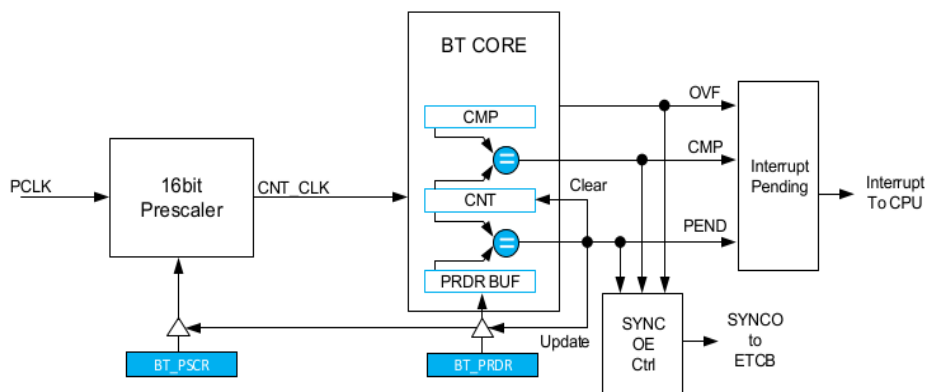 BT CORE
OVF
CMP
CMP
PCLK
16bit
Prescaler
CNT_CLK
=
Clear
CNT
Interrupt
Pending
Interrupt
To CPU
=
PEND
PRDR BUF
Update
SYNC
OE
Ctrl
SYNCO
to
ETCB
BT_PSCR
BT_PRDR